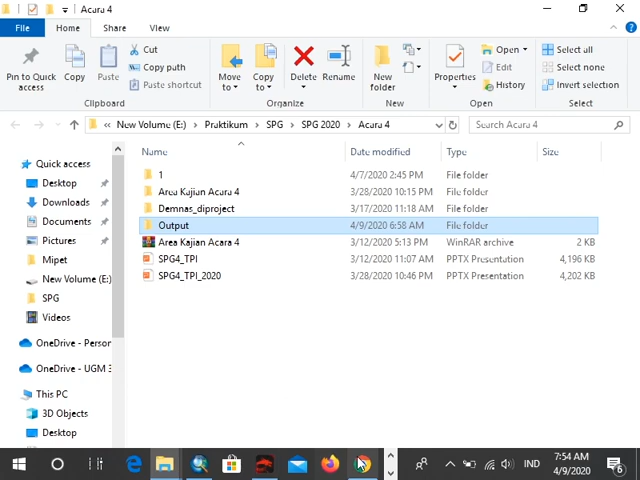 Acara 4
File
Home
Share
View
Pin to Quick access
Copy
Paste
Cut
Copy path
Paste shortcut
Clipboard
Move to
Copy to
Delete
Rename
Organize
New folder
New
Properties
Open
Edit
History
Open
Select all
Select none
Invert selection
Select
« New Volume (E:) > Praktikum > SPG > SPG 2020 > Acara 4
Search Acara 4
Name Date modified Type Size
Quick access
Desktop
Downloads
Documents
Pictures
Mipet
New Volume (E:)
SPG
Videos
OneDrive - Person
OneDrive - UGM 3
This PC
3D Objects
Desktop
1 4/7/2020 2:45 PM File folder
Area Kajian Acara 4 3/28/2020 10:15 PM File folder
Demnas_diproject 3/17/2020 11:18 AM File folder
Output 4/9/2020 6:58 AM File folder
Area Kajian Acara 4 3/12/2020 5:13 PM WinRAR archive 2 KB
SPG4_TPI 3/12/2020 11:07 AM PPTX Presentation 4,196 KB
SPG4_TPI_2020 3/28/2020 10:46 PM PPTX Presentation 4,202 KB
IND
7:54 AM
4/9/2020
6